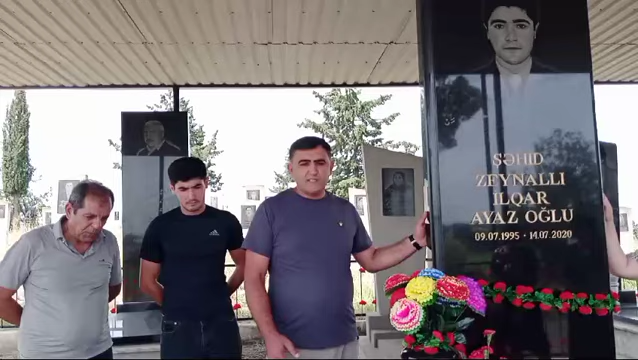 ŞƏHİD
ZEYNALLI
İLQAR
AYAZ OĞLU
09.07.1995 - 14.07.2020